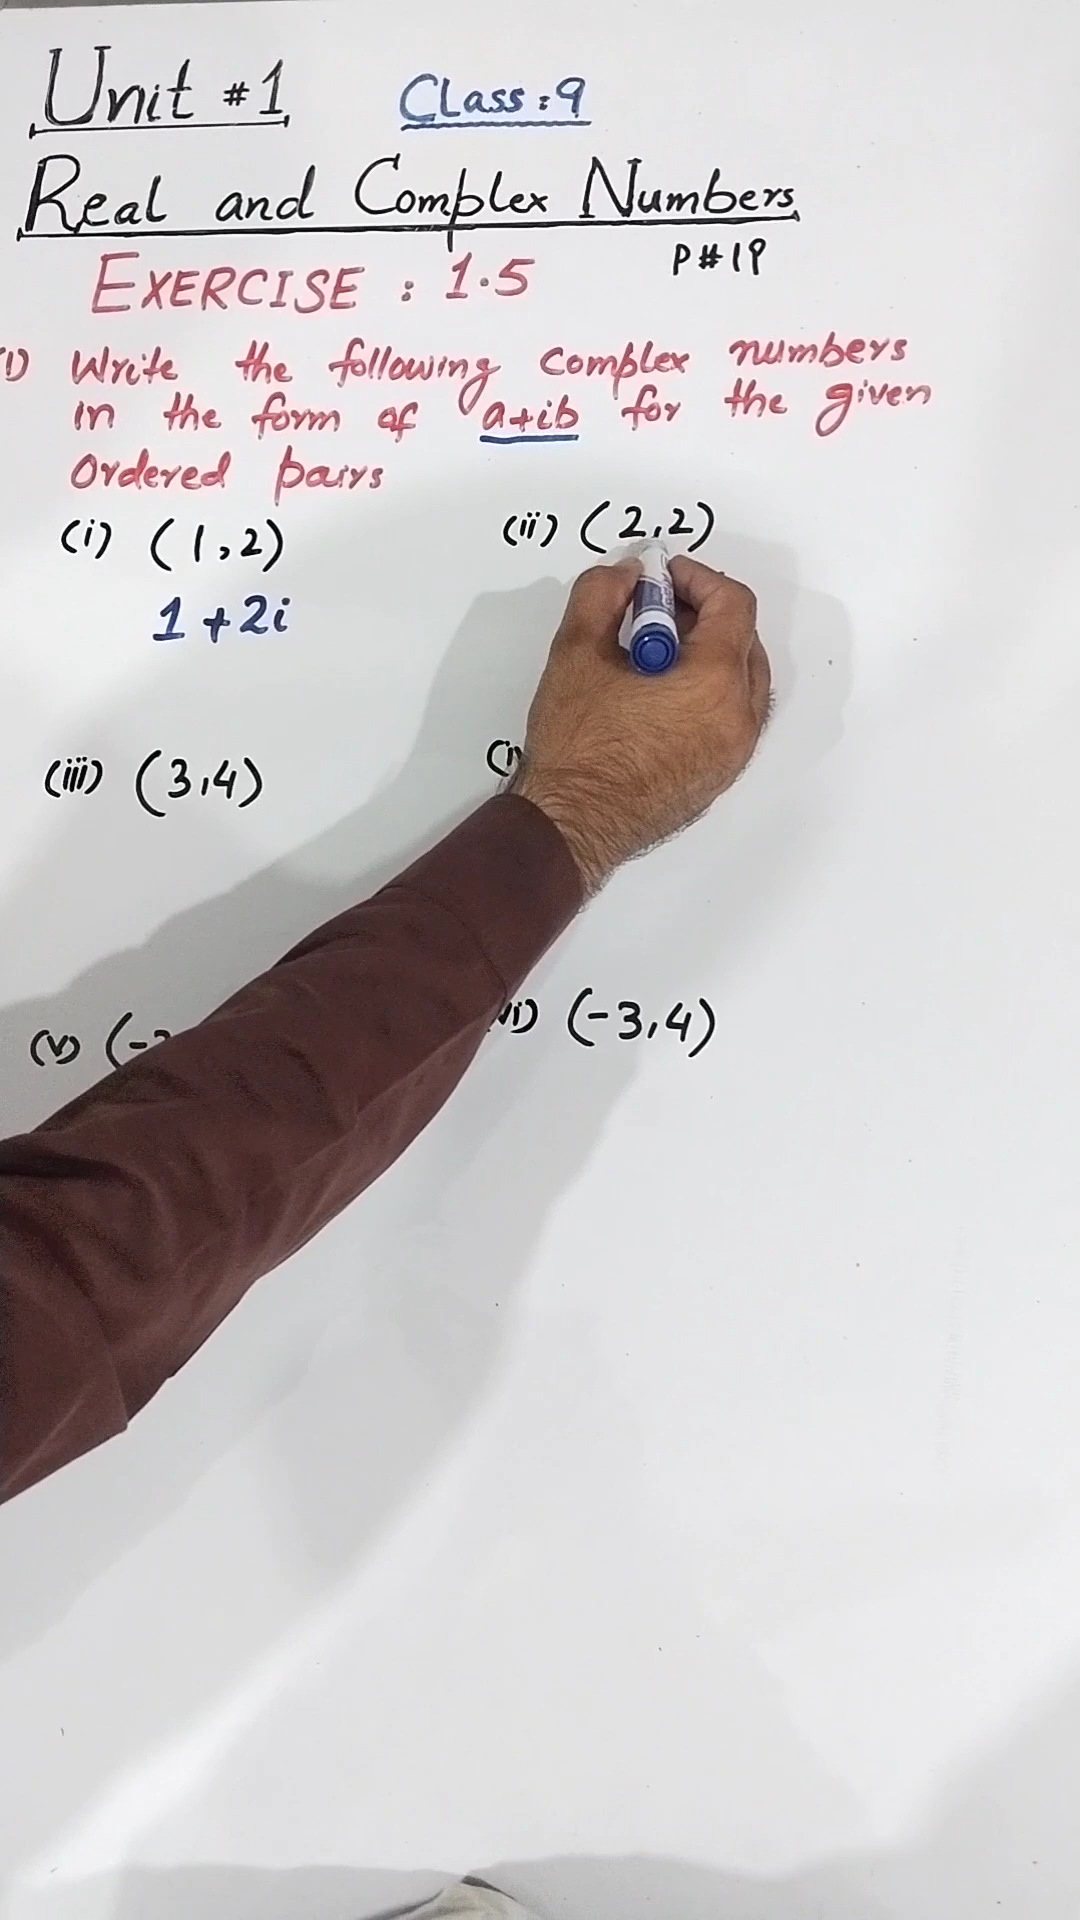 Unit #1
Class: 9
Real and Complex Numbers
P#19
EXERCISE : 1.5
1) Write the following complex numbers
in the form of a+ib for the given
Ordered pairs
(i) (1,2)
(ii) (2,2)
1+2i
(iii) (3,4)
(v) (-
vi) (-3,4)